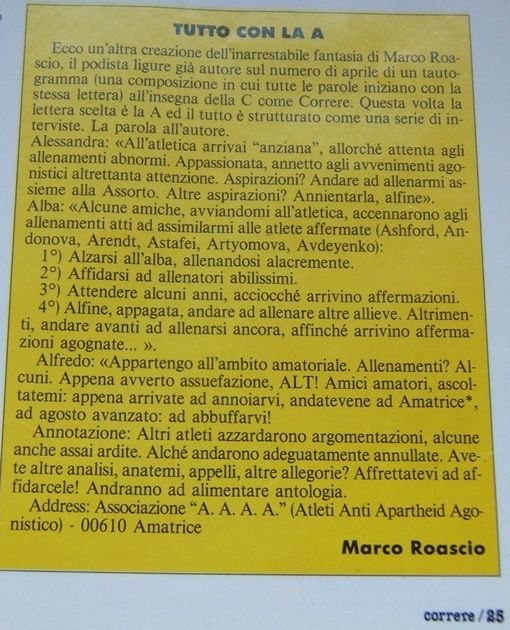 TUTTO CON LA A
Ecco un'altra creazione dell'inarrestabile fantasia di Marco Roa-
scio, il podista ligure già autore sul numero di aprile di un tauto-
gramma (una composizione in cui tutte le parole iniziano con la
stessa lettera) all'insegna della C come Correre. Questa volta la
lettera scelta è la A ed il tutto è strutturato come una serie di in-
terviste. La parola all'autore.
Alessandra: «All'atletica arrivai “anziana”, allorché attenta agli
allenamenti abnormi. Appassionata, annetto agli avvenimenti ago-
nistici altrettanta attenzione. Aspirazioni? Andare ad allenarmi as-
sieme alla Assorto. Altre aspirazioni? Annientarla, alfine».
Alba: «Alcune amiche, avviandomi all'atletica, accennarono agli
allenamenti atti ad assimilarmi alle atlete affermate (Ashford, An-
donova, Arendt, Astafei, Artyomova, Avdeyenko):
1°) Alzarsi all'alba, allenandosi alacremente.
2°) Affidarsi ad allenatori abilissimi.
3°) Attendere alcuni anni, acciocché arrivino affermazioni.
4°) Alfine, appagata, andare ad allenare altre allieve. Altrimen-
ti, andare avanti ad allenarsi ancora, affinché arrivino afferma-
zioni agognate... ».
Alfredo: «Appartengo all'ambito amatoriale. Allenamenti? Al-
cuni. Appena avverto assuefazione, ALT! Amici amatori, ascol-
tatemi: appena arrivate ad annoiarvi, andatevene ad Amatrice*,
ad agosto avanzato: ad abbuffarvi!
Annotazione: Altri atleti azzardarono argomentazioni, alcune
anche assai ardite. Alché andarono adeguatamente annullate. Ave-
te altre analisi, anatemi, appelli, altre allegorie? Affrettatevi ad af-
fidarcele! Andranno ad alimentare antologia.
Address: Associazione “A. A. A. A.” (Atleti Anti Apartheid Ago-
nistico) - 00610 Amatrice
Marco Roascio
correre / 25